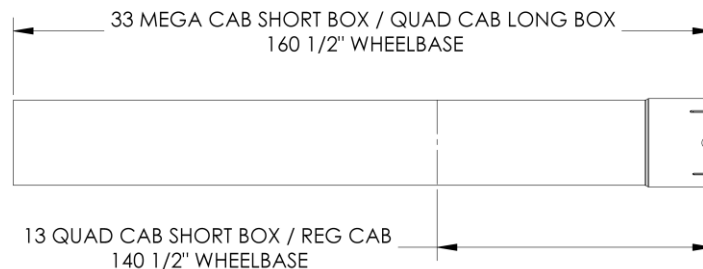 33 MEGA CAB SHORT BOX / QUAD CAB LONG BOX
160 1/2" WHEELBASE
13 QUAD CAB SHORT BOX / REG CAB
140 1/2" WHEELBASE